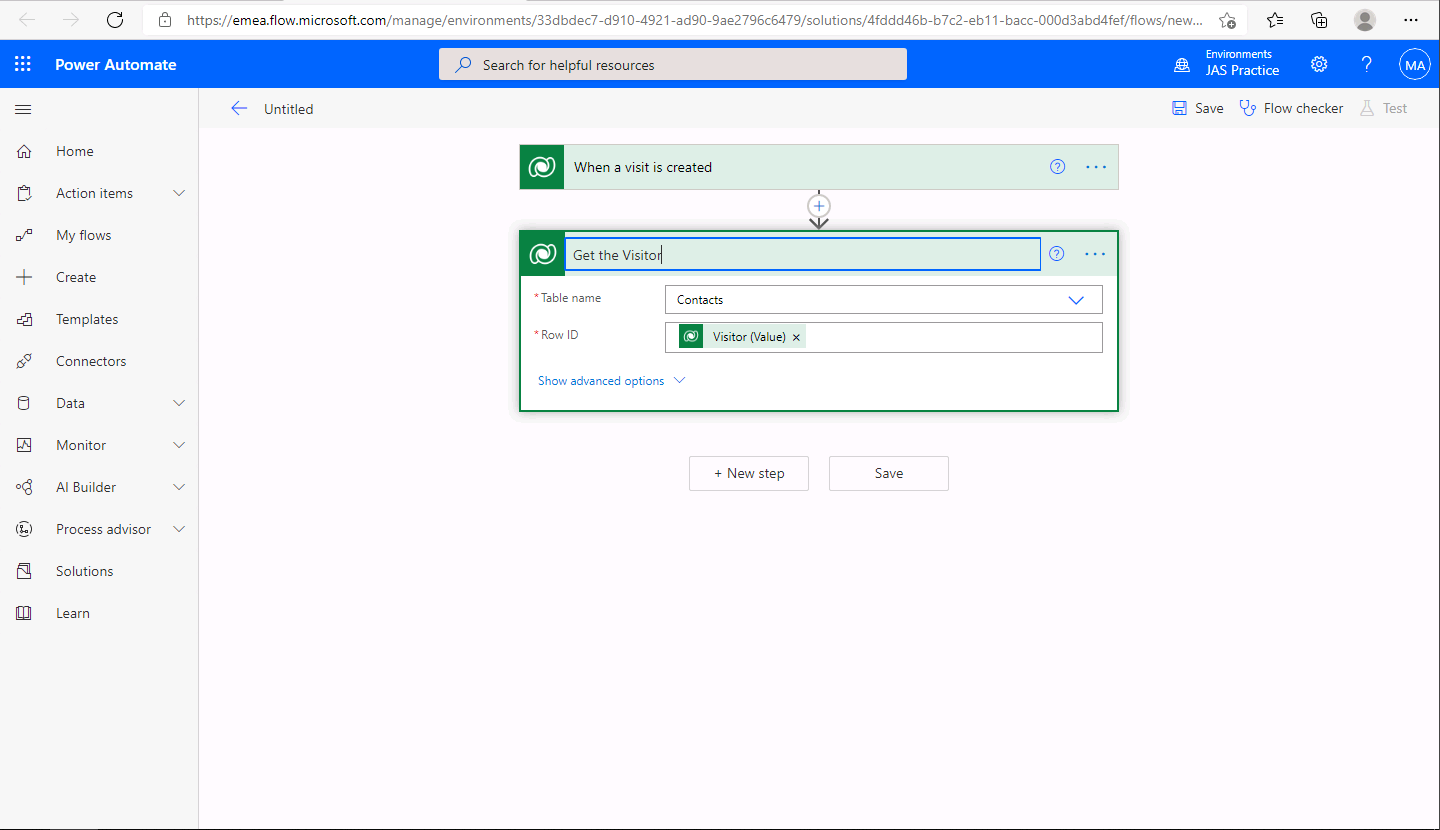 https://emea.flow.microsoft.com/manage/environments/33dbdec7-d910-4921-ad90-9ae2796c6479/solutions/4fddd46b-b7c2-eb11-bacc-000d3abd4fef/flows/new...
Power Automate
Search for helpful resources
Environments
JAS Practice
?
MA
Untitled
Save
Flow checker
Test
Home
Action items
My flows
Create
Templates
Connectors
Data
Monitor
AI Builder
Process advisor
Solutions
Learn
When a visit is created
?
Get the Visitor
?
*Table name
Contacts
*Row ID
Visitor (Value) ×
Show advanced options
+ New step
Save